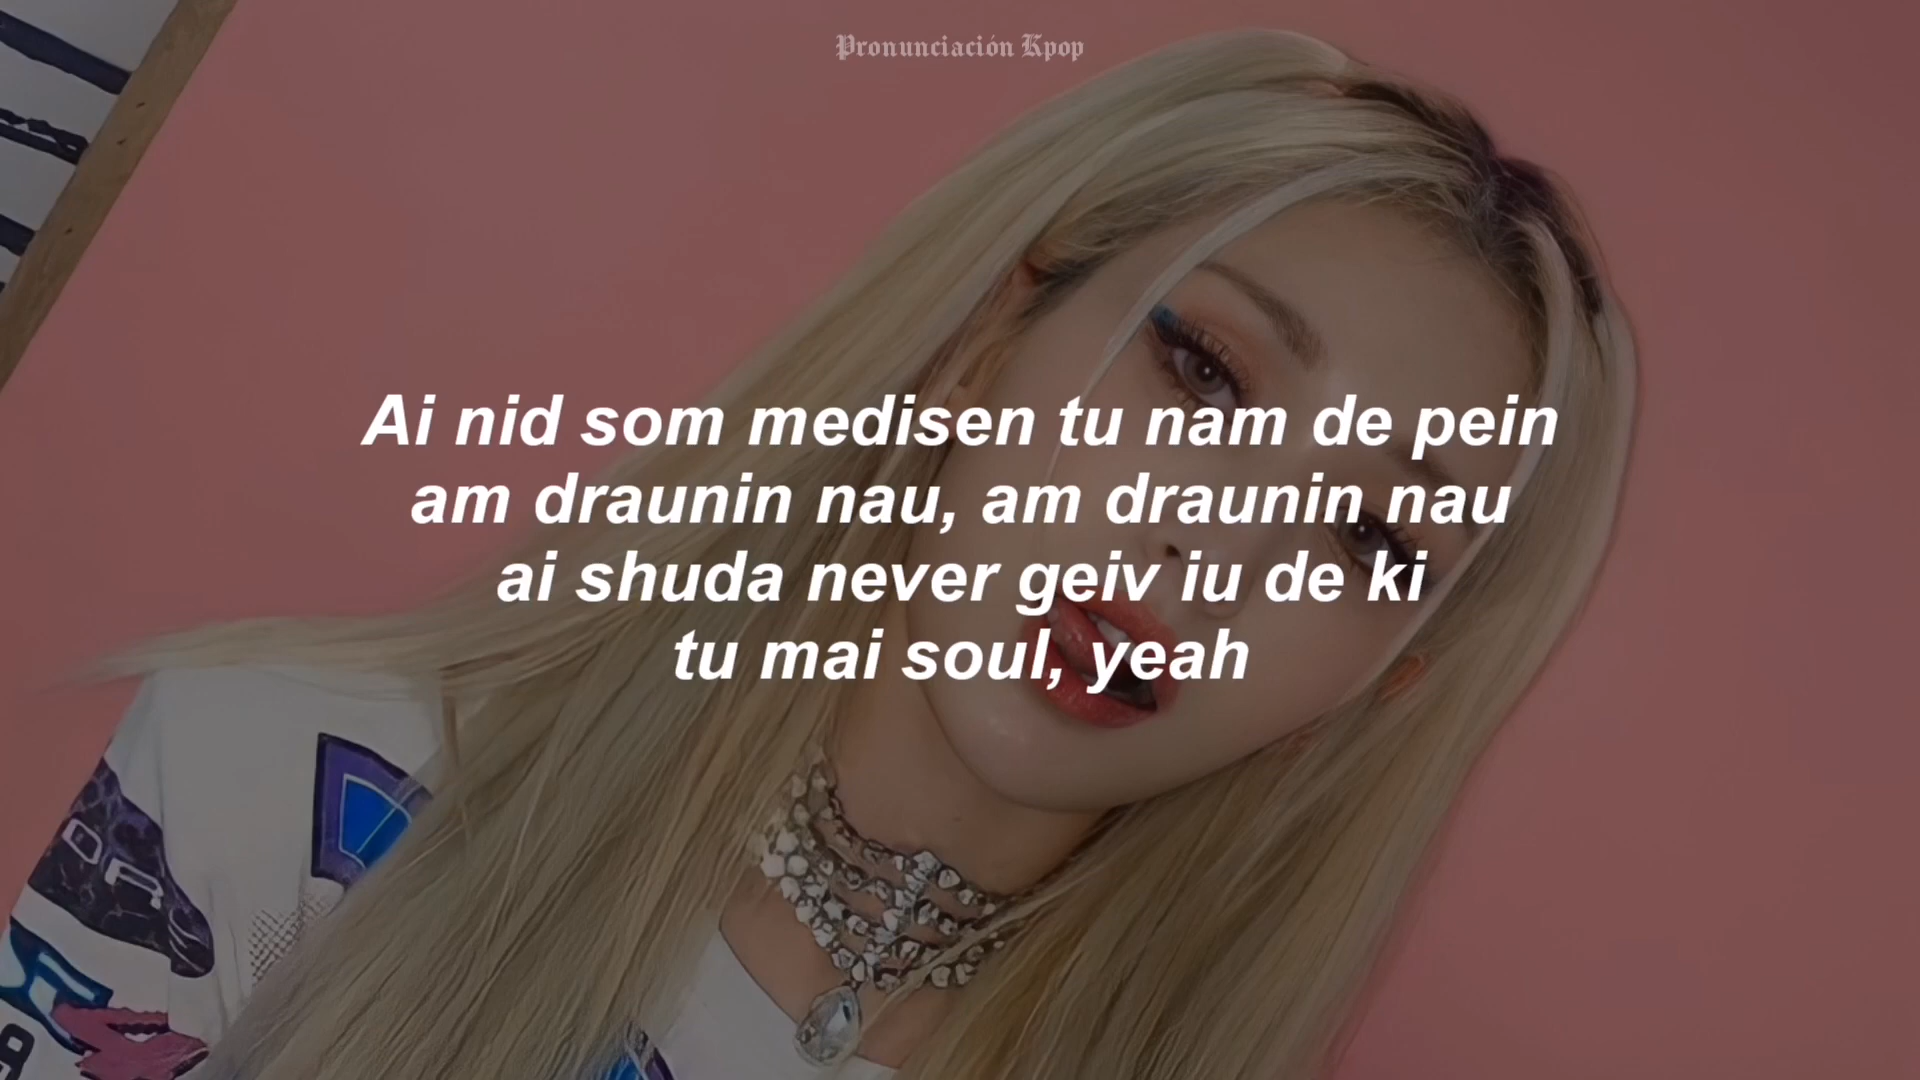 Pronunciación Kpop
Ai nid som medisen tu nam de pein
am draunin nau, am draunin nau
ai shuda never geiv iu de ki
tu mai soul, yeah